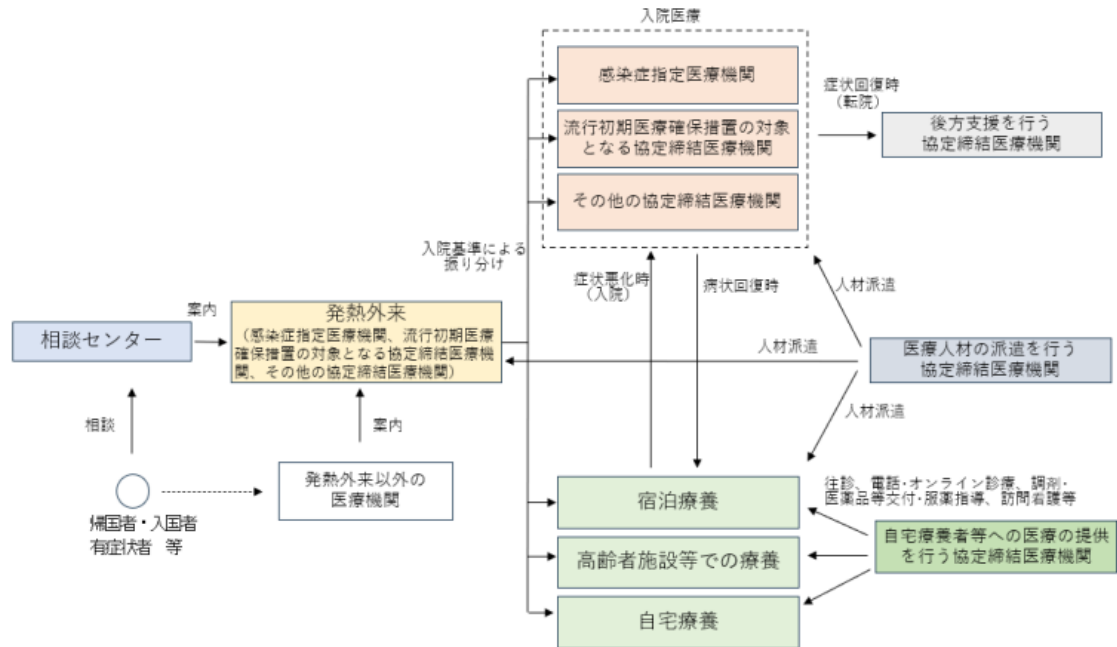 入院医療
感染症指定医療機関
流行初期医療確保措置の対象
となる協定締結医療機関
その他の協定締結医療機関
症状回復時
（転院）
後方支援を行う
協定締結医療機関
入院基準による
振り分け
症状悪化時
（入院）
病状回復時
人材派遣
案内
相談センター
発熱外来
（感染症指定医療機関、流行初期医療
確保措置の対象となる協定締結医療機
関、その他の協定締結医療機関）
人材派遣
医療人材の派遣を行う
協定締結医療機関
人材派遣
相談
案内
発熱外来以外の
医療機関
帰国者・入国者
有症状者　等
宿泊療養
高齢者施設等での療養
自宅療養
往診、電話・オンライン診療、調剤・
医薬品等交付・服薬指導、訪問看護等
自宅療養者等への医療の提供
を行う協定締結医療機関